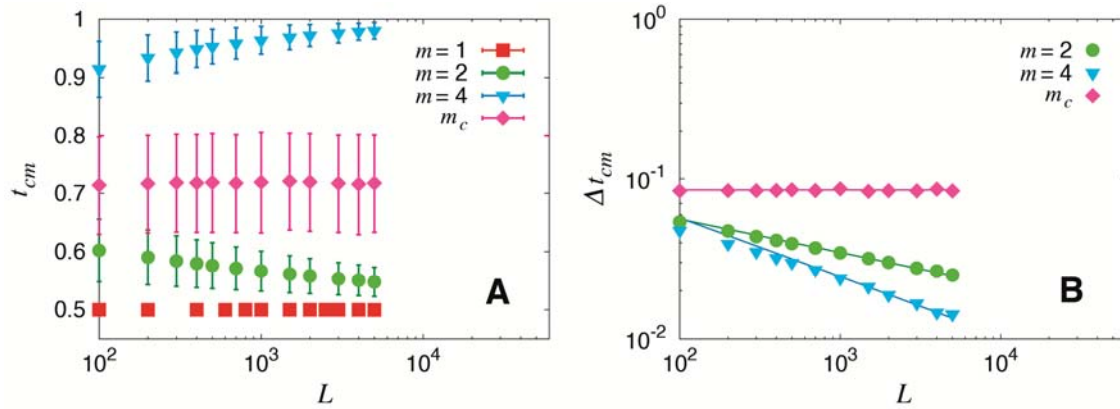 1
0.9
0.8
0.7
0.6
0.5
t_cm
10^2
10^3
10^4
L
m = 1
m = 2
m = 4
m_c
A
10^0
10^-1
10^-2
Δt_cm
10^2
10^3
10^4
L
m = 2
m = 4
m_c
B